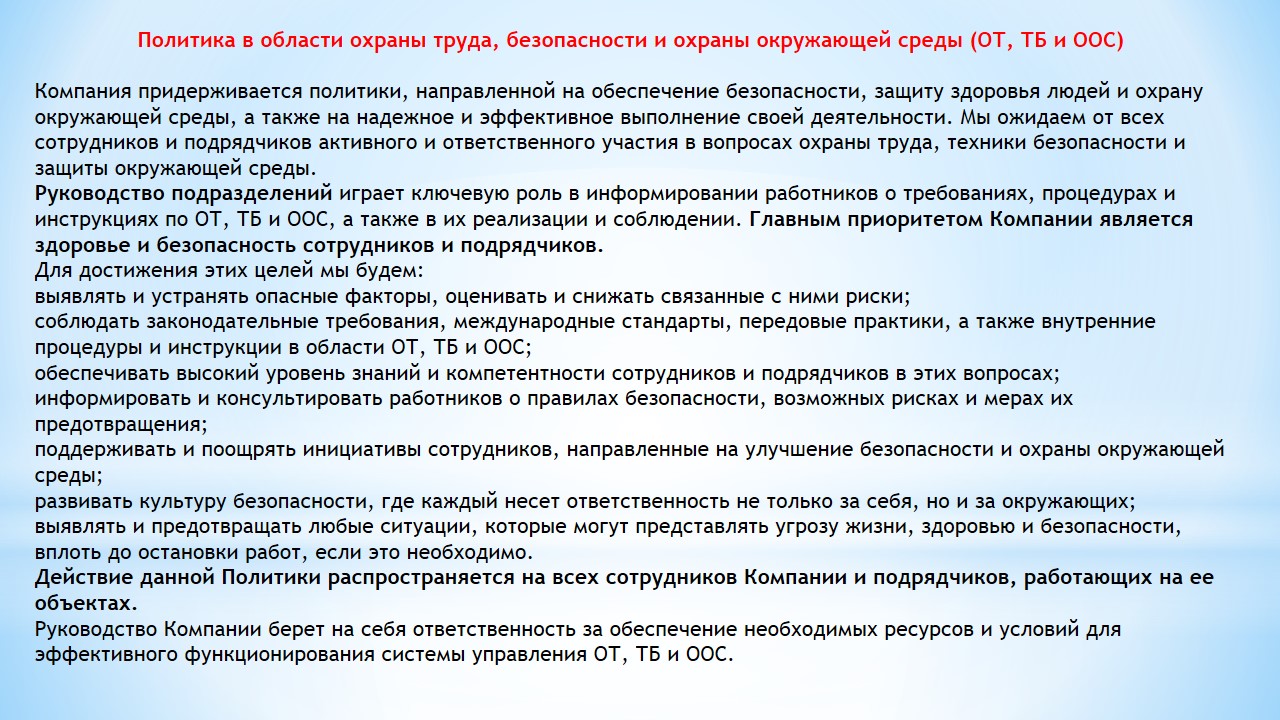 Политика в области охраны труда, безопасности и охраны окружающей среды (ОТ, ТБ и ООС)
Компания придерживается политики, направленной на обеспечение безопасности, защиту здоровья людей и охрану
окружающей среды, а также на надежное и эффективное выполнение своей деятельности. Мы ожидаем от всех
сотрудников и подрядчиков активного и ответственного участия в вопросах охраны труда, техники безопасности и
защиты окружающей среды.
Руководство подразделений играет ключевую роль в информировании работников о требованиях, процедурах и
инструкциях по ОТ, ТБ и ООС, а также в их реализации и соблюдении. Главным приоритетом Компании является
здоровье и безопасность сотрудников и подрядчиков.
Для достижения этих целей мы будем:
выявлять и устранять опасные факторы, оценивать и снижать связанные с ними риски;
соблюдать законодательные требования, международные стандарты, передовые практики, а также внутренние
процедуры и инструкции в области ОТ, ТБ и ООС;
обеспечивать высокий уровень знаний и компетентности сотрудников и подрядчиков в этих вопросах;
информировать и консультировать работников о правилах безопасности, возможных рисках и мерах их
предотвращения;
поддерживать и поощрять инициативы сотрудников, направленные на улучшение безопасности и охраны окружающей
среды;
развивать культуру безопасности, где каждый несет ответственность не только за себя, но и за окружающих;
выявлять и предотвращать любые ситуации, которые могут представлять угрозу жизни, здоровью и безопасности,
вплоть до остановки работ, если это необходимо.
Действие данной Политики распространяется на всех сотрудников Компании и подрядчиков, работающих на ее
объектах.
Руководство Компании берет на себя ответственность за обеспечение необходимых ресурсов и условий для
эффективного функционирования системы управления ОТ, ТБ и ООС.